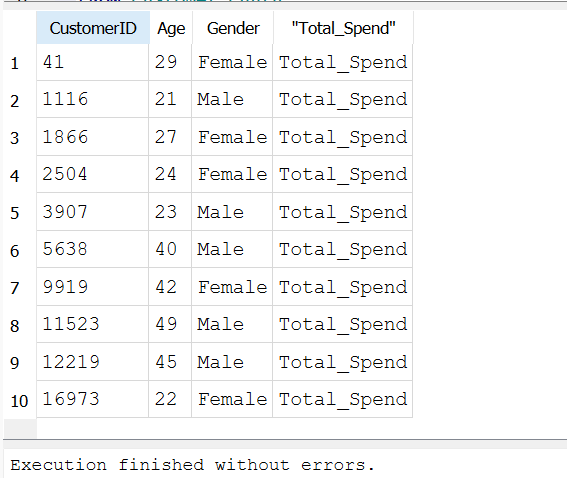 CustomerID Age Gender "Total_Spend"
1 41 29 Female Total_Spend
2 1116 21 Male Total_Spend
3 1866 27 Female Total_Spend
4 2504 24 Female Total_Spend
5 3907 23 Male Total_Spend
6 5638 40 Male Total_Spend
7 9919 42 Female Total_Spend
8 11523 49 Male Total_Spend
9 12219 45 Male Total_Spend
10 16973 22 Female Total_Spend
Execution finished without errors.